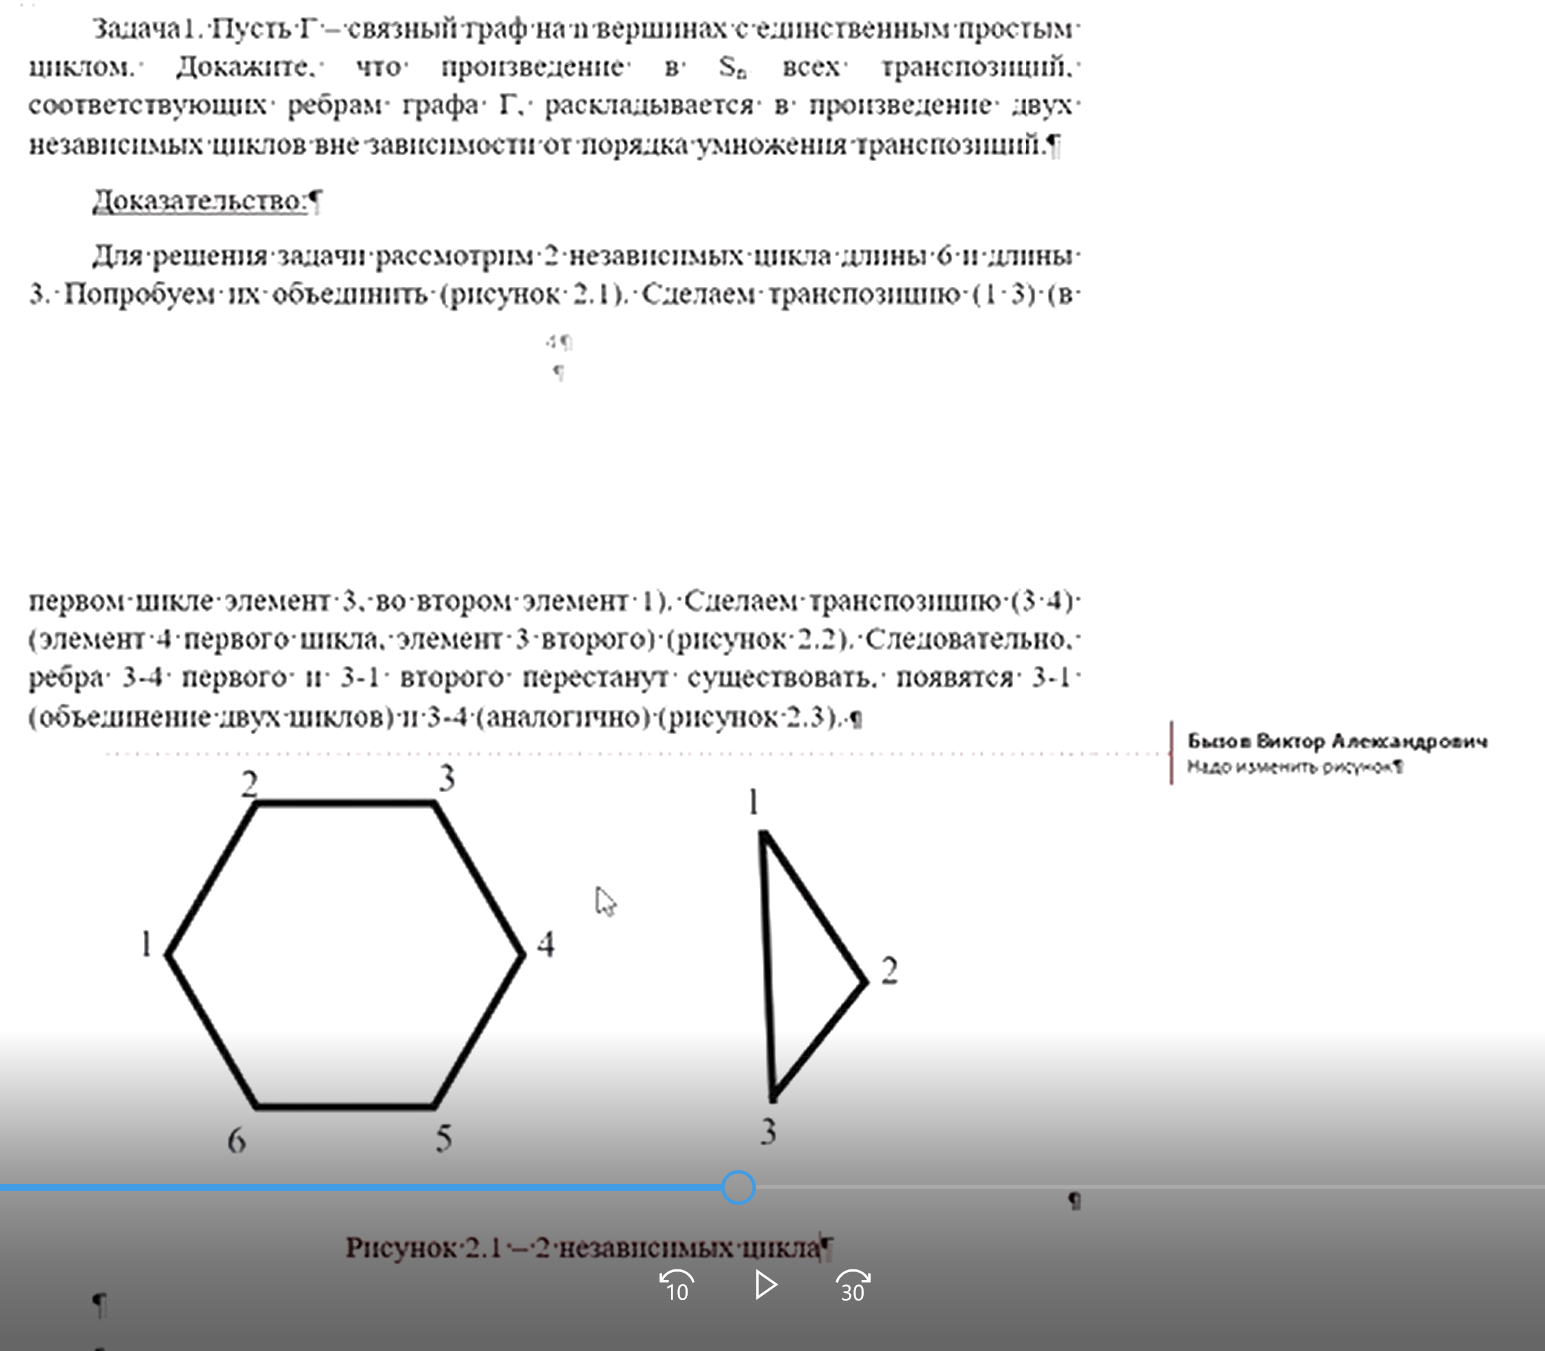 Задача1. Пусть Г – связный граф на n вершинах с единственным простым
циклом. Докажите, что произведение в Sn всех транспозиций,
соответствующих ребрам графа Г, раскладывается в произведение двух
независимых циклов вне зависимости от порядка умножения транспозиций.¶
Доказательство:¶
Для решения задачи рассмотрим 2 независимых цикла длины 6 и длины
3. Попробуем их объединить (рисунок 2.1). Сделаем транспозицию (1 3) (в
4¶
¶
первом цикле элемент 3, во втором элемент 1). Сделаем транспозицию (3 4)
(элемент 4 первого цикла, элемент 3 второго) (рисунок 2.2). Следовательно,
ребра 3-4 первого и 3-1 второго перестанут существовать, появятся 3-1
(объединение двух циклов) и 3-4 (аналогично) (рисунок 2.3). ¶
Бызов Виктор Александрович
Надо изменить рисунок¶
2 3
1
1 4
2
6 5
3
¶
Рисунок 2.1 – 2 независимых цикла¶
10 30
¶